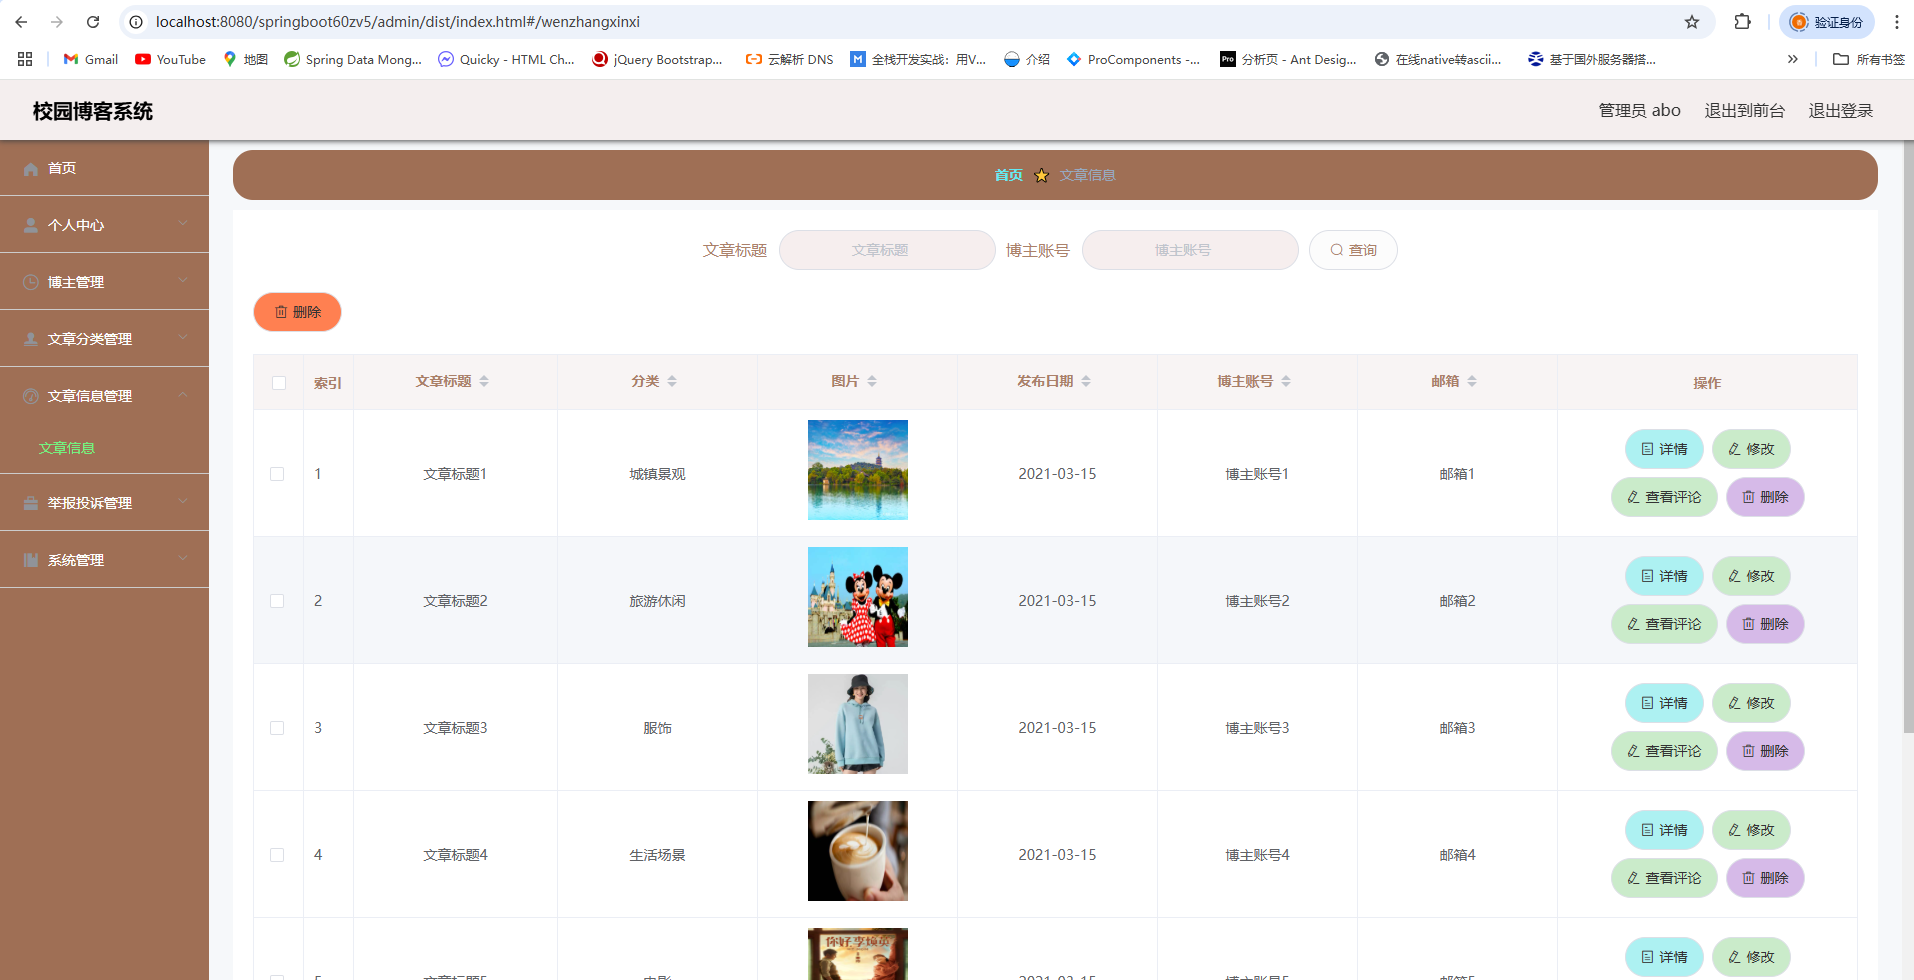 localhost:8080/springboot60zv5/admin/dist/index.html#/wenzhangxinxi
验证身份
Gmail YouTube 地图 Spring Data Mong... Quicky - HTML Ch... jQuery Bootstrap... 云解析 DNS 全栈开发实战：用V... 介绍 ProComponents -... 分析页 - Ant Desig... 在线native转ascii... 基于国外服务器搭... 所有书签
校园博客系统
管理员 abo 退出到前台 退出登录
首页
个人中心
博主管理
文章分类管理
文章信息管理
文章信息
举报投诉管理
系统管理
首页 文章信息
文章标题 文章标题 博主账号 博主账号 查询
删除
索引 文章标题 分类 图片 发布日期 博主账号 邮箱 操作
1 文章标题1 城镇景观 2021-03-15 博主账号1 邮箱1
详情 修改
查看评论 删除
2 文章标题2 旅游休闲 2021-03-15 博主账号2 邮箱2
详情 修改
查看评论 删除
3 文章标题3 服饰 2021-03-15 博主账号3 邮箱3
详情 修改
查看评论 删除
4 文章标题4 生活场景 2021-03-15 博主账号4 邮箱4
详情 修改
查看评论 删除
你好李焕英
详情 修改